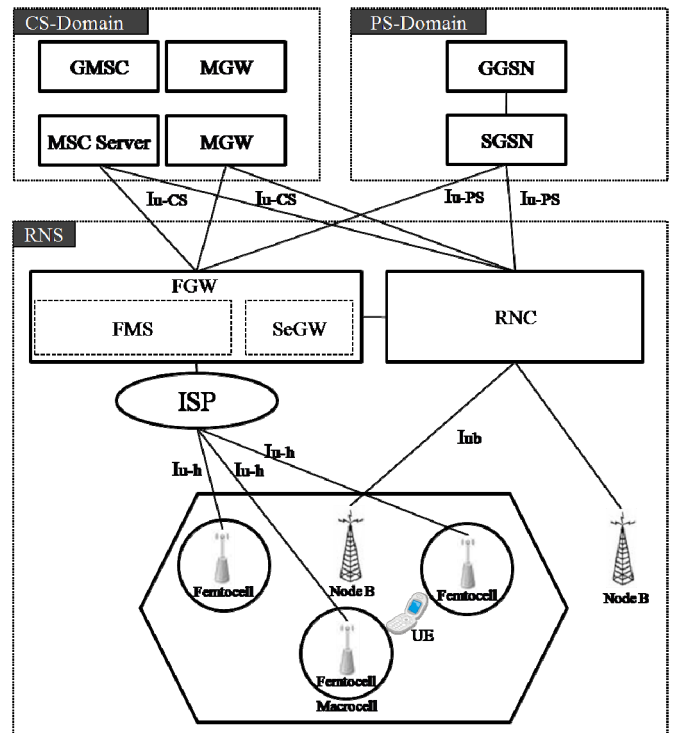 CS-Domain
PS-Domain
GMSC
MGW
GGSN
MSC Server
MGW
SGSN
Iu-CS
Iu-CS
Iu-PS
Iu-PS
RNS
FGW
FMS
SeGW
RNC
ISP
Iu-h
Iu-h
Iu-h
Iub
Femtocell
Node B
Femtocell
Node B
UE
Femtocell
Macrocell